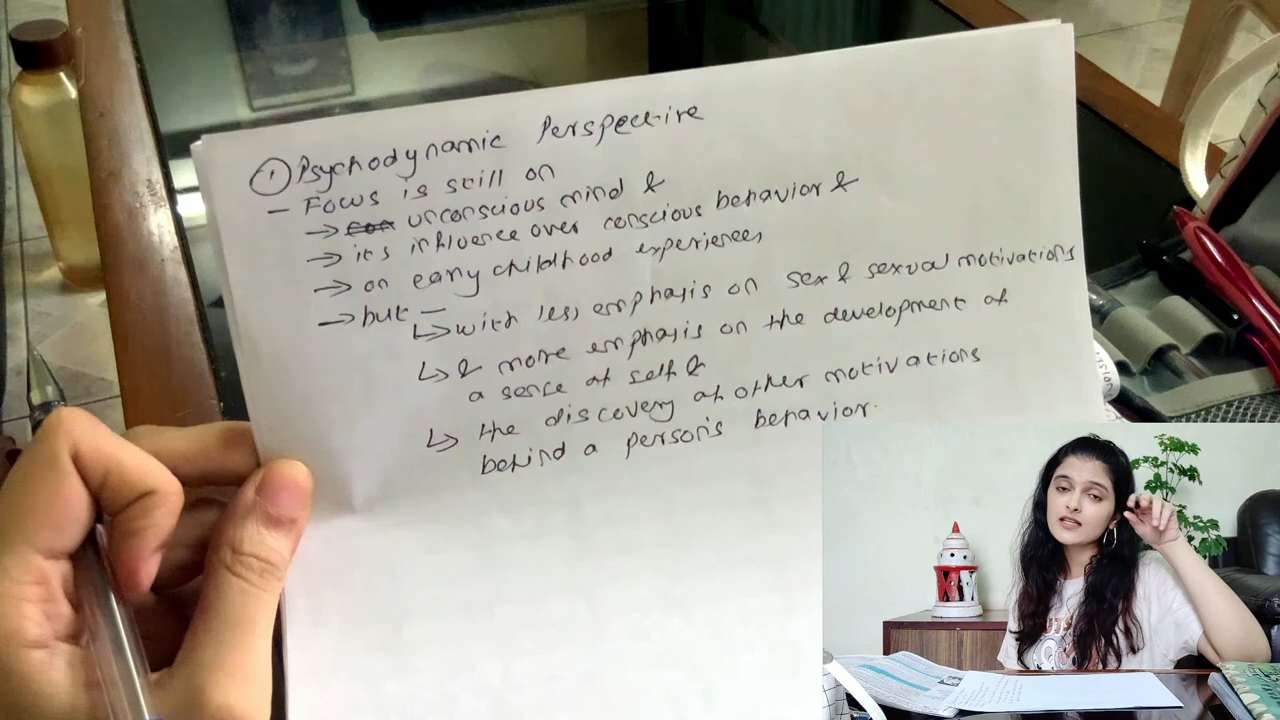 ① Psychodynamic Perspective
- Focus is still on
→ unconscious mind &
→ its influence over conscious behavior &
→ on early childhood experiences,
→ but -
↳ with less emphasis on sex & sexual motivations
↳ & more emphasis on the development of
a sense of self &
↳ the discovery of other motivations
behind a person's behavior.